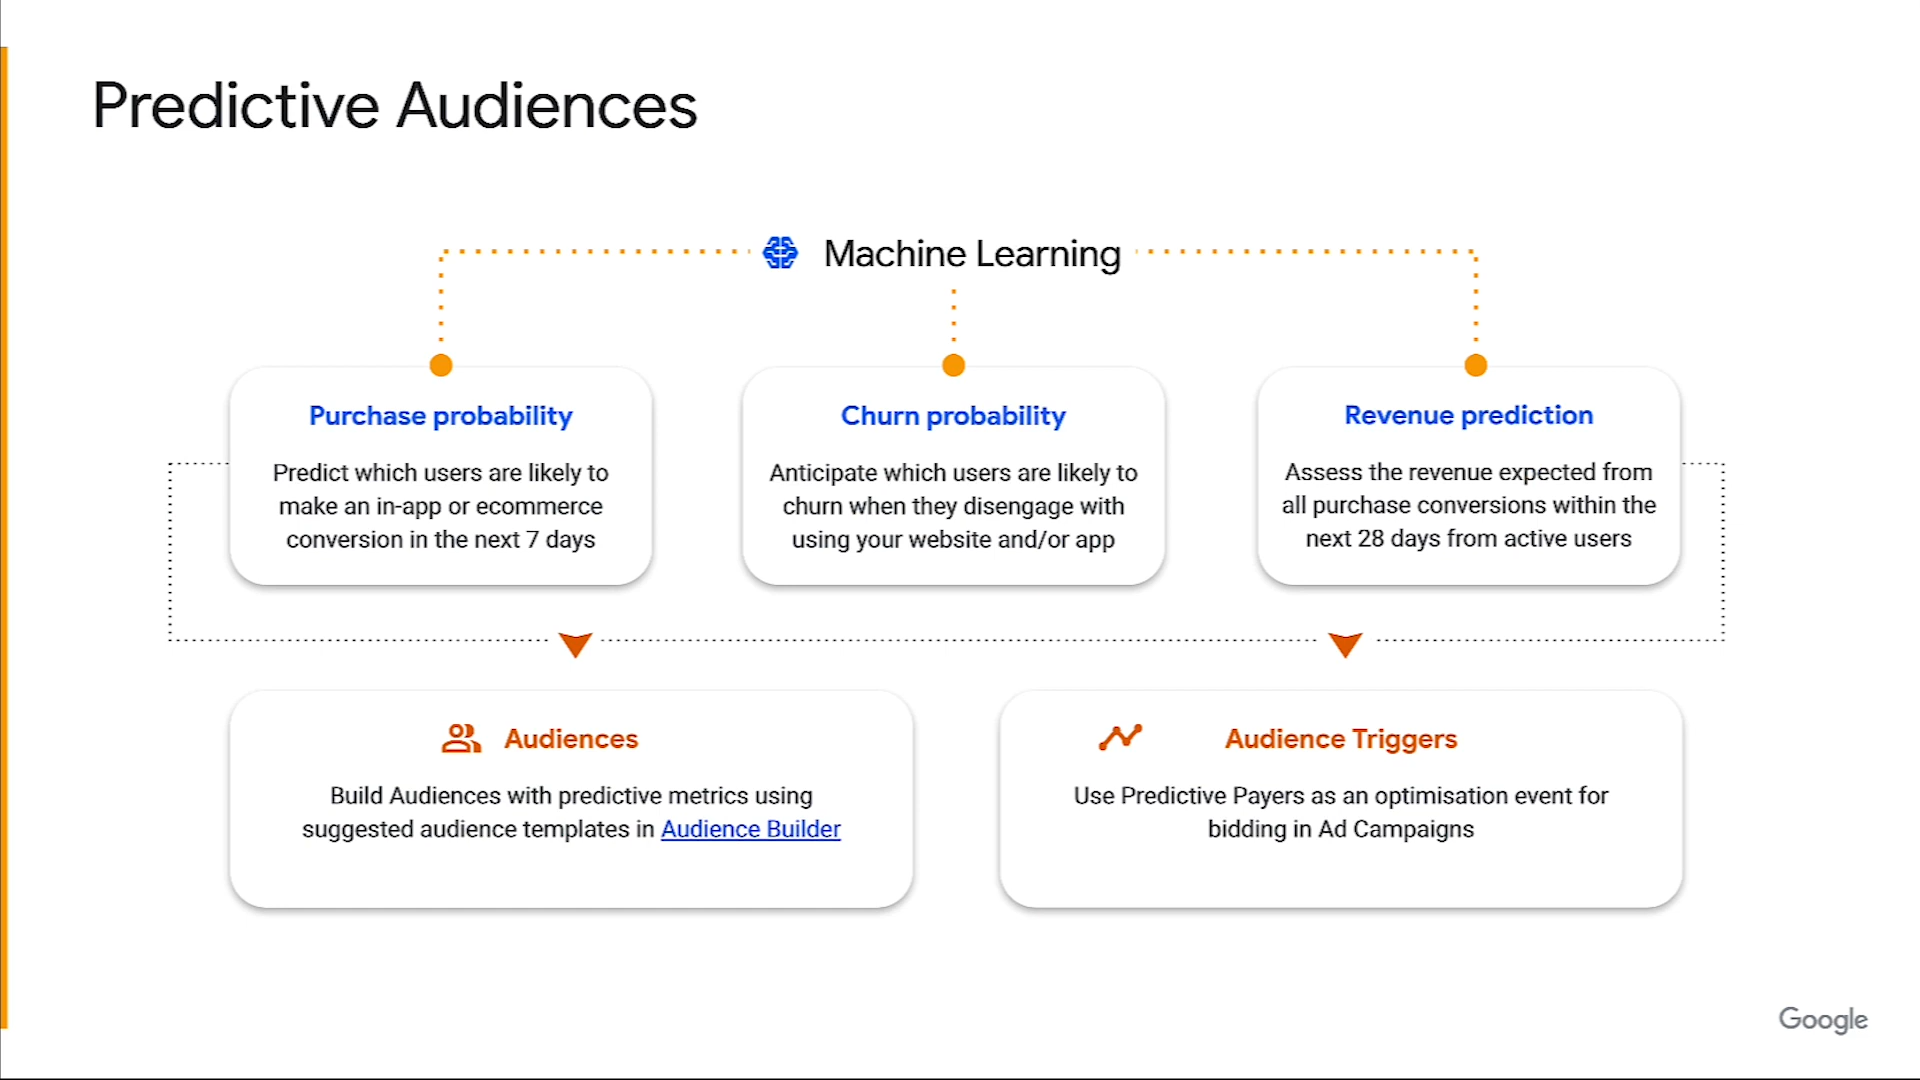 Predictive Audiences
Machine Learning
Purchase probability
Predict which users are likely to
make an in-app or ecommerce
conversion in the next 7 days
Churn probability
Anticipate which users are likely to
churn when they disengage with
using your website and/or app
Revenue prediction
Assess the revenue expected from
all purchase conversions within the
next 28 days from active users
Audiences
Build Audiences with predictive metrics using
suggested audience templates in Audience Builder
Audience Triggers
Use Predictive Payers as an optimisation event for
bidding in Ad Campaigns
Google